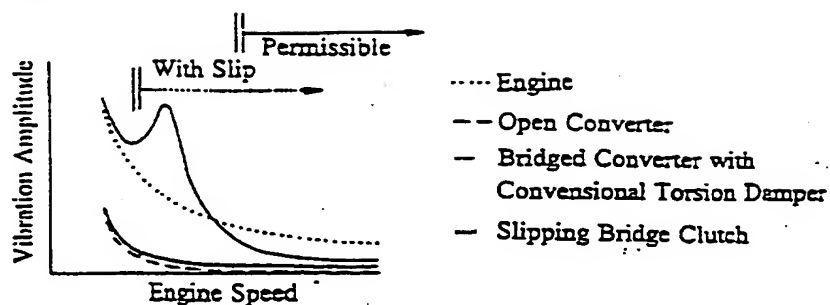 Permissible
With Slip
Vibration Amplitude
Engine Speed
Engine
Open Converter
Bridged Converter with
Convensional Torsion Damper
Slipping Bridge Clutch